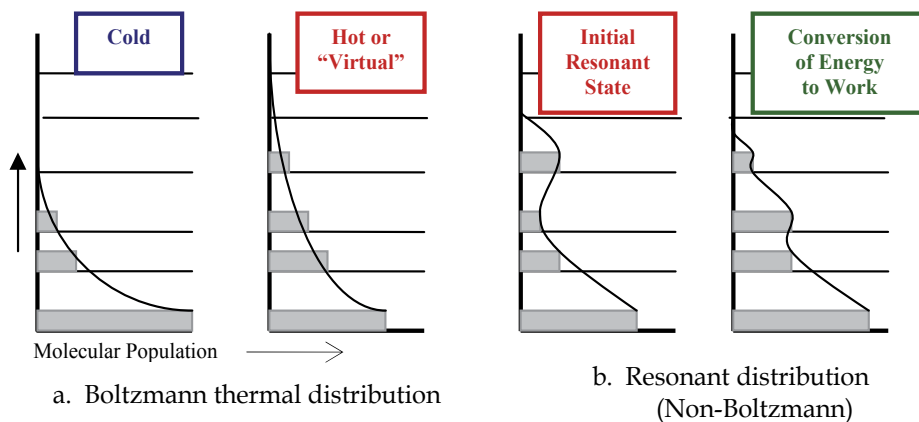 Cold
Hot or
“Virtual”
Initial
Resonant
State
Conversion
of Energy
to Work
Molecular Population
a. Boltzmann thermal distribution
b. Resonant distribution
(Non-Boltzmann)